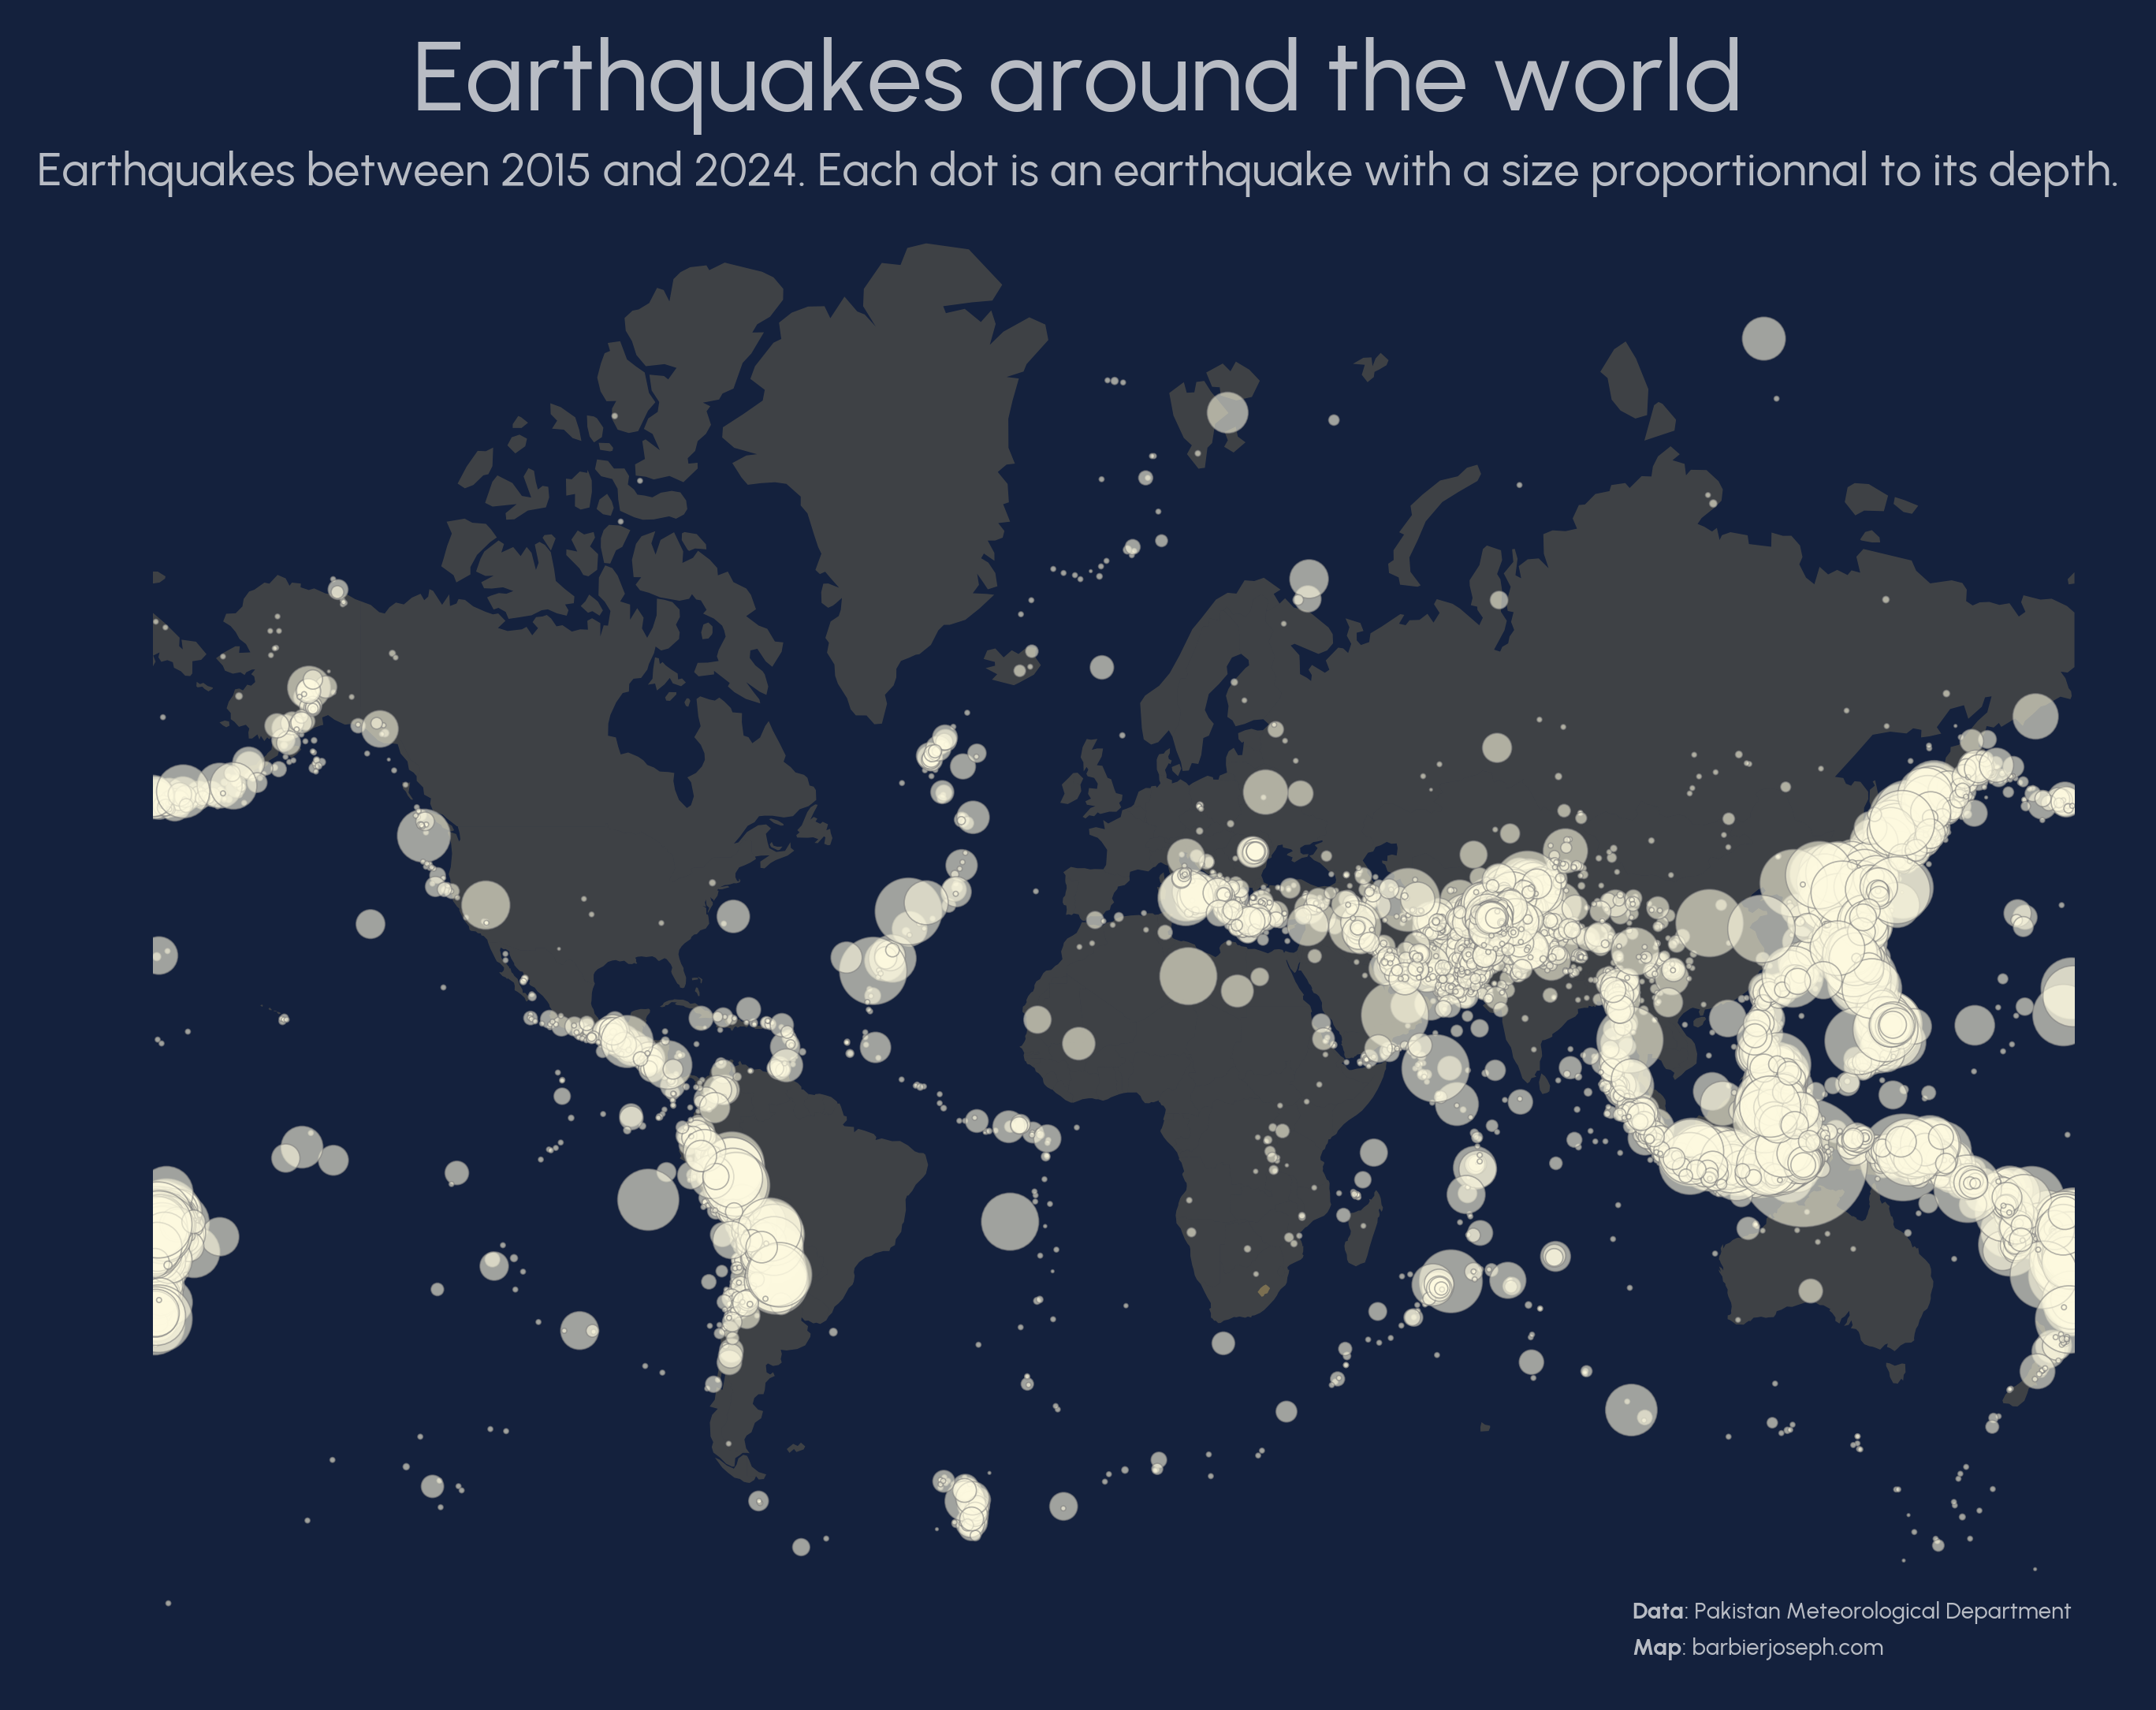 Earthquakes around the world
Earthquakes between 2015 and 2024. Each dot is an earthquake with a size proportionnal to its depth.
Data: Pakistan Meteorological Department
Map: barbierjoseph.com